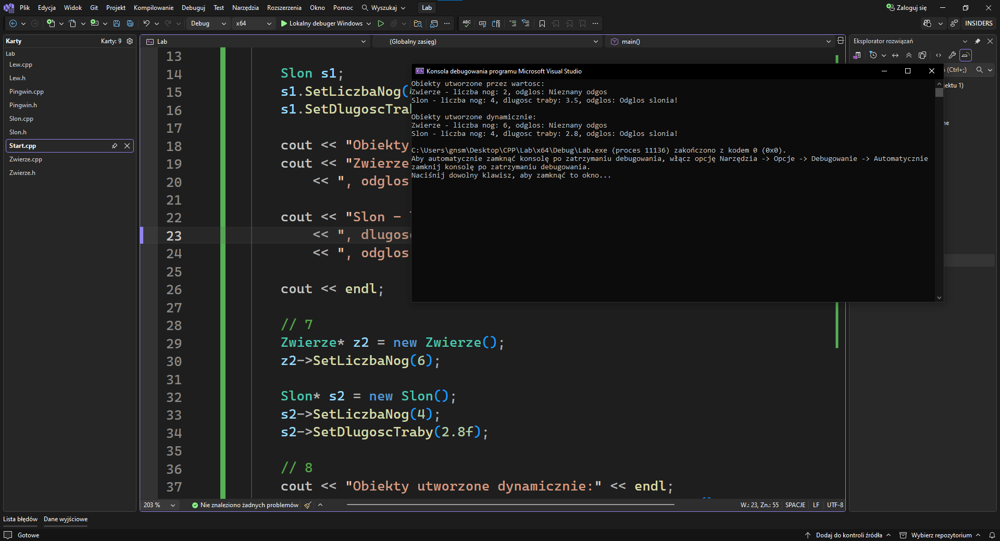 Plik Edycja Widok Git Projekt Kompilowanie Debuguj Test Narzędzia Rozszerzenia Okno Pomoc Wyszukaj Lab Zaloguj się
Debug x64 Lokalny debuger Windows INSIDERS
Karty Karty: 9
Lab
Lew.cpp
Lew.h
Pingwin.cpp
Pingwin.h
Slon.cpp
Slon.h
Start.cpp
Zwierze.cpp
Zwierze.h
Lab (Globalny zasięg) main()
13
14 Slon s1;
15 s1.SetLiczbaNog(
16 s1.SetDlugoscTra
17
18 cout << "Obiekty
19 cout << "Zwierze
20 << ", odglos
21
22 cout << "Slon -
23 << ", dlugos
24 << ", odglos
25
26 cout << endl;
27
28 // 7
29 Zwierze* z2 = new Zwierze();
30 z2->SetLiczbaNog(6);
31
32 Slon* s2 = new Slon();
33 s2->SetLiczbaNog(4);
34 s2->SetDlugoscTraby(2.8f);
35
36 // 8
37 cout << "Obiekty utworzone dynamicznie:" << endl;
Konsola debugowania programu Microsoft Visual Studio
Obiekty utworzone przez wartosc:
Zwierze - liczba nog: 2, odglos: Nieznany odgos
Slon - liczba nog: 4, dlugosc traby: 3.5, odglos: Odglos slonia!
Obiekty utworzone dynamicznie:
Zwierze - liczba nog: 6, odglos: Nieznany odgos
Slon - liczba nog: 4, dlugosc traby: 2.8, odglos: Odglos slonia!
C:\Users\gnsm\Desktop\CPP\Lab\x64\Debug\Lab.exe (proces 11136) zakończono z kodem 0 (0x0).
Aby automatycznie zamknąć konsolę po zatrzymaniu debugowania, włącz opcję Narzędzia -> Opcje -> Debugowanie -> Automatycznie
zamknij konsolę po zatrzymaniu debugowania.
Naciśnij dowolny klawisz, aby zamknąć to okno...
Eksplorator rozwiązań
(Ctrl+;)
jektu 1)
ne
203 % Nie znaleziono żadnych problemów W.: 23, Zn.: 55 SPACJE LF UTF-8
Lista błędów Dane wyjściowe
Gotowe Dodaj do kontroli źródła Wybierz repozytorium